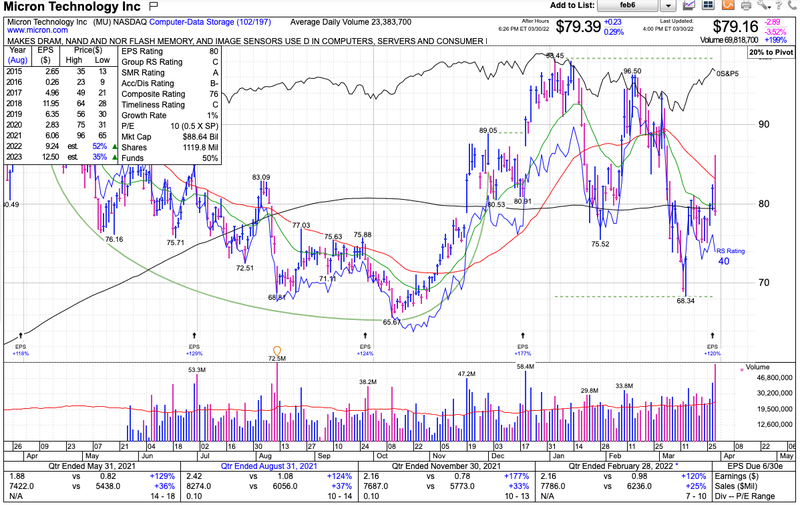 Micron Technology Inc
Add to List: feb6
Micron Technology Inc (MU) NASDAQ Computer-Data Storage (102/197) Average Daily Volume 23,383,700
www.micron.com
After Hours
6:26 PM ET 03/30/22
$79.39 +0.23
0.29%
Last Updated:
4:00 PM ET 03/30/22
$79.16 -2.89
-3.52%
Volume 69,818,700 +199%
MAKES DRAM, NAND AND NOR FLASH MEMORY, AND IMAGE SENSORS USE D IN COMPUTERS, SERVERS AND CONSUMER I
20% to Pivot
Year EPS Price($)
(Aug) ($) High Low
2015 2.65 35 13
2016 0.26 23 9
2017 4.96 49 21
2018 11.95 64 28
2019 6.35 56 30
2020 2.83 75 31
2021 6.06 96 65
2022 9.24 est. 52%
2023 12.50 est. 35%
EPS Rating 80
Group RS Rating C
SMR Rating A
Acc/Dis Rating B-
Composite Rating 76
Timeliness Rating C
Growth Rate 1%
P/E 10 (0.5 X SP)
Mkt Cap $88.64 Bil
Shares 1119.8 Mil
Funds 50%
96.50
0S&P5
90
89.05
83.09
80.49
80.53
80.91
80
77.03
75.63
75.88
76.16
75.71
75.52
72.51
71.11
RS Rating
40
70
68.34
65.67
EPS EPS EPS EPS EPS
+118% +129% +124% +177% +120%
72.5M
Volume
53.3M
38.2M
47.2M
58.4M
29.8M
33.8M
46,800,000
30,200,000
19,500,000
12,600,000
26 09 23 07 21 04 18 02 16 30 13 27 10 24 08 22 05 19 03 17 31 14 28 11 25 11 25 08 22 06
Apr May Jun Jul Aug Sep Oct Nov Dec Jan Feb Mar Apr May
Qtr Ended May 31, 2021 Qtr Ended August 31, 2021 Qtr Ended November 30, 2021 Qtr Ended February 28, 2022 * EPS Due 6/30e
1.88 vs 0.82 +129% 2.42 vs 1.08 +124% 2.16 vs 0.78 +177% 2.16 vs 0.98 +120% Earnings ($)
7422.0 vs 5438.0 +36% 8274.0 vs 6056.0 +37% 7687.0 vs 5773.0 +33% 7786.0 vs 6236.0 +25% Sales ($Mil)
N/A 14 - 18 0.10 10 - 14 0.10 10 - 13 N/A 7 - 10 Div -- P/E Range